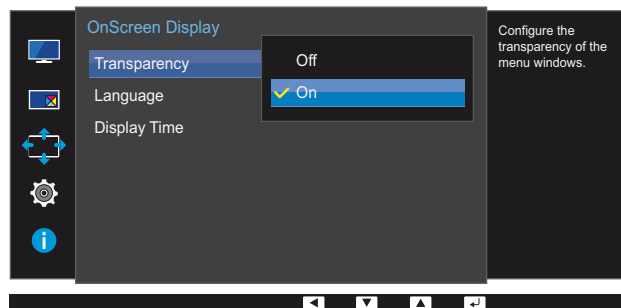 OnScreen Display
Transparency
Language
Display Time
Off
On
Configure the
transparency of the
menu windows.